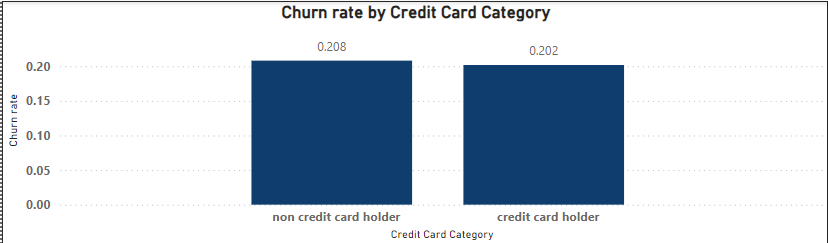 Churn rate by Credit Card Category
0.208
0.202
0.20
0.15
0.10
0.05
0.00
Churn rate
non credit card holder
credit card holder
Credit Card Category